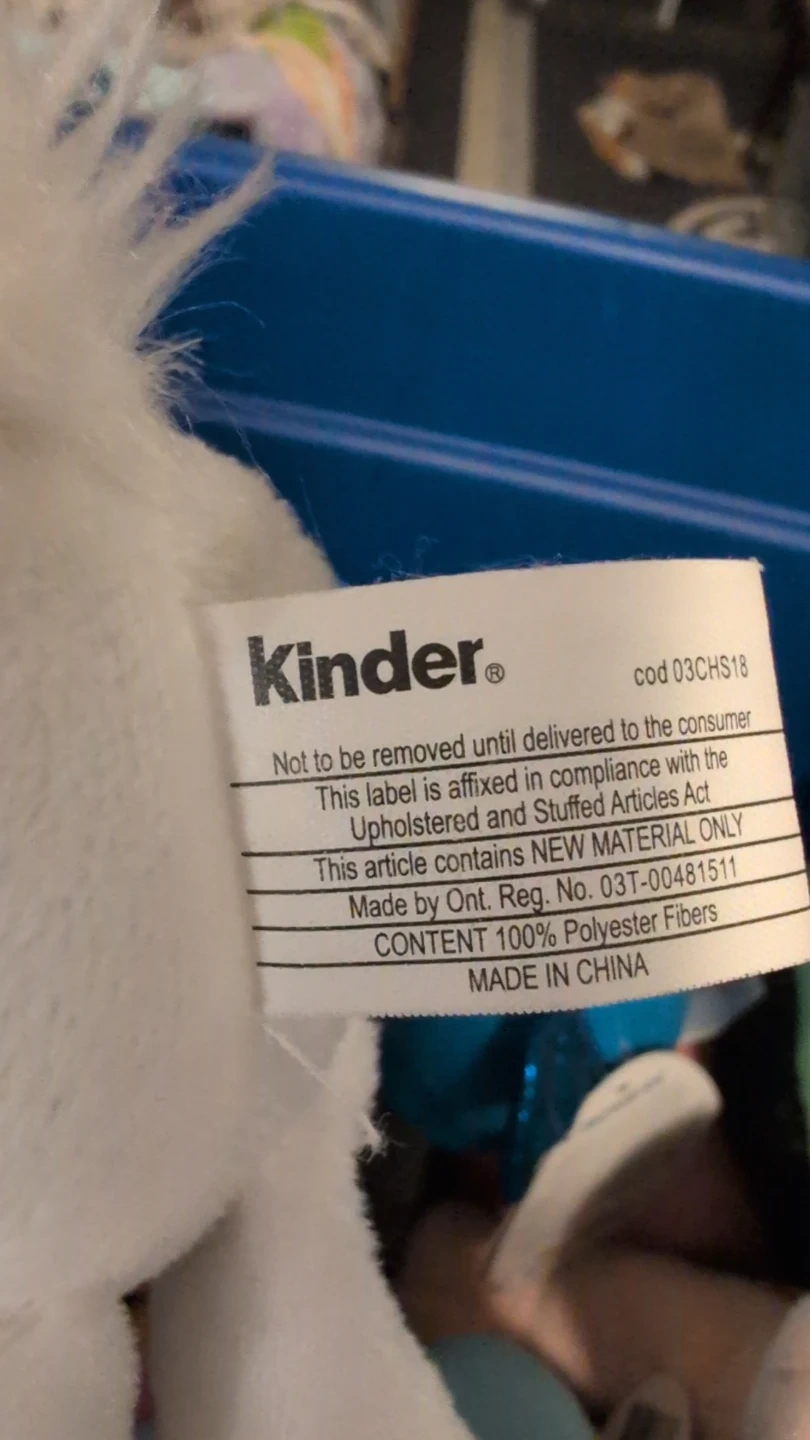 kinder®
cod 03CHS18
Not to be removed until delivered to the consumer
This label is affixed in compliance with the
Upholstered and Stuffed Articles Act
This article contains NEW MATERIAL ONLY
Made by Ont. Reg. No. 03T-00481511
CONTENT 100% Polyester Fibers
MADE IN CHINA